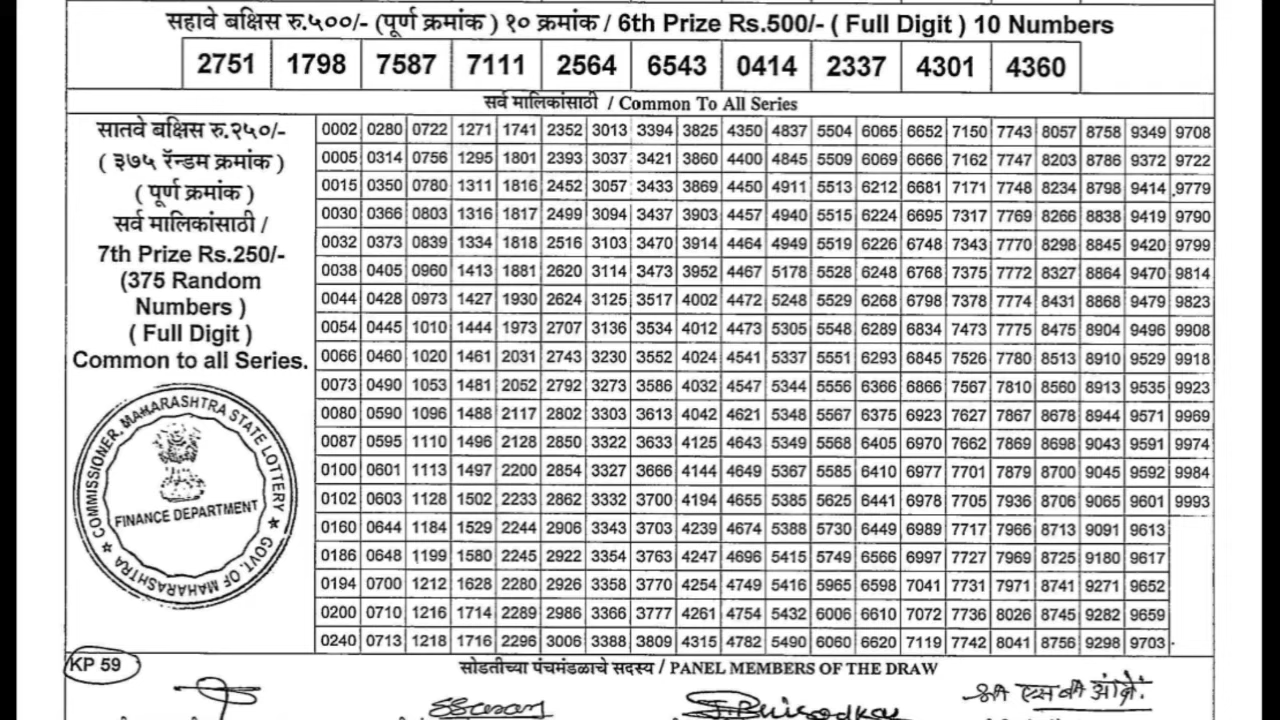 सहावे बक्षिस रु.५००/- (पूर्ण क्रमांक ) १० क्रमांक / 6th Prize Rs.500/- ( Full Digit ) 10 Numbers
2751 1798 7587 7111 2564 6543 0414 2337 4301 4360
सर्व मालिकांसाठी / Common To All Series
सातवे बक्षिस रु.२५०/-
( ३७५ रॅन्डम क्रमांक )
( पूर्ण क्रमांक )
सर्व मालिकांसाठी /
7th Prize Rs.250/-
(375 Random
Numbers )
( Full Digit )
Common to all Series.
0002 0280 0722 1271 1741 2352 3013 3394 3825 4350 4837 5504 6065 6652 7150 7743 8057 8758 9349 9708
0005 0314 0756 1295 1801 2393 3037 3421 3860 4400 4845 5509 6069 6666 7162 7747 8203 8786 9372 9722
0015 0350 0780 1311 1816 2452 3057 3433 3869 4450 4911 5513 6212 6681 7171 7748 8234 8798 9414 9779
0030 0366 0803 1316 1817 2499 3094 3437 3903 4457 4940 5515 6224 6695 7317 7769 8266 8838 9419 9790
0032 0373 0839 1334 1818 2516 3103 3470 3914 4464 4949 5519 6226 6748 7343 7770 8298 8845 9420 9799
0038 0405 0960 1413 1881 2620 3114 3473 3952 4467 5178 5528 6248 6768 7375 7772 8327 8864 9470 9814
0044 0428 0973 1427 1930 2624 3125 3517 4002 4472 5248 5529 6268 6798 7378 7774 8431 8868 9479 9823
0054 0445 1010 1444 1973 2707 3136 3534 4012 4473 5305 5548 6289 6834 7473 7775 8475 8904 9496 9908
0066 0460 1020 1461 2031 2743 3230 3552 4024 4541 5337 5551 6293 6845 7526 7780 8513 8910 9529 9918
0073 0490 1053 1481 2052 2792 3273 3586 4032 4547 5344 5556 6366 6866 7567 7810 8560 8913 9535 9923
0080 0590 1096 1488 2117 2802 3303 3613 4042 4621 5348 5567 6375 6923 7627 7867 8678 8944 9571 9969
0087 0595 1110 1496 2128 2850 3322 3633 4125 4643 5349 5568 6405 6970 7662 7869 8698 9043 9591 9974
0100 0601 1113 1497 2200 2854 3327 3666 4144 4649 5367 5585 6410 6977 7701 7879 8700 9045 9592 9984
0102 0603 1128 1502 2233 2862 3332 3700 4194 4655 5385 5625 6441 6978 7705 7936 8706 9065 9601 9993
0160 0644 1184 1529 2244 2906 3343 3703 4239 4674 5388 5730 6449 6989 7717 7966 8713 9091 9613
0186 0648 1199 1580 2245 2922 3354 3763 4247 4696 5415 5749 6566 6997 7727 7969 8725 9180 9617
0194 0700 1212 1628 2280 2926 3358 3770 4254 4749 5416 5965 6598 7041 7731 7971 8741 9271 9652
0200 0710 1216 1714 2289 2986 3366 3777 4261 4754 5432 6006 6610 7072 7736 8026 8745 9282 9659
0240 0713 1218 1716 2296 3006 3388 3809 4315 4782 5490 6060 6620 7119 7742 8041 8756 9298 9703
COMMISSIONER, MAHARASHTRA STATE LOTTERY
FINANCE DEPARTMENT
GOVT. OF MAHARASHTRA
KP 59
सोडतीच्या पंचमंडळाचे सदस्य / PANEL MEMBERS OF THE DRAW